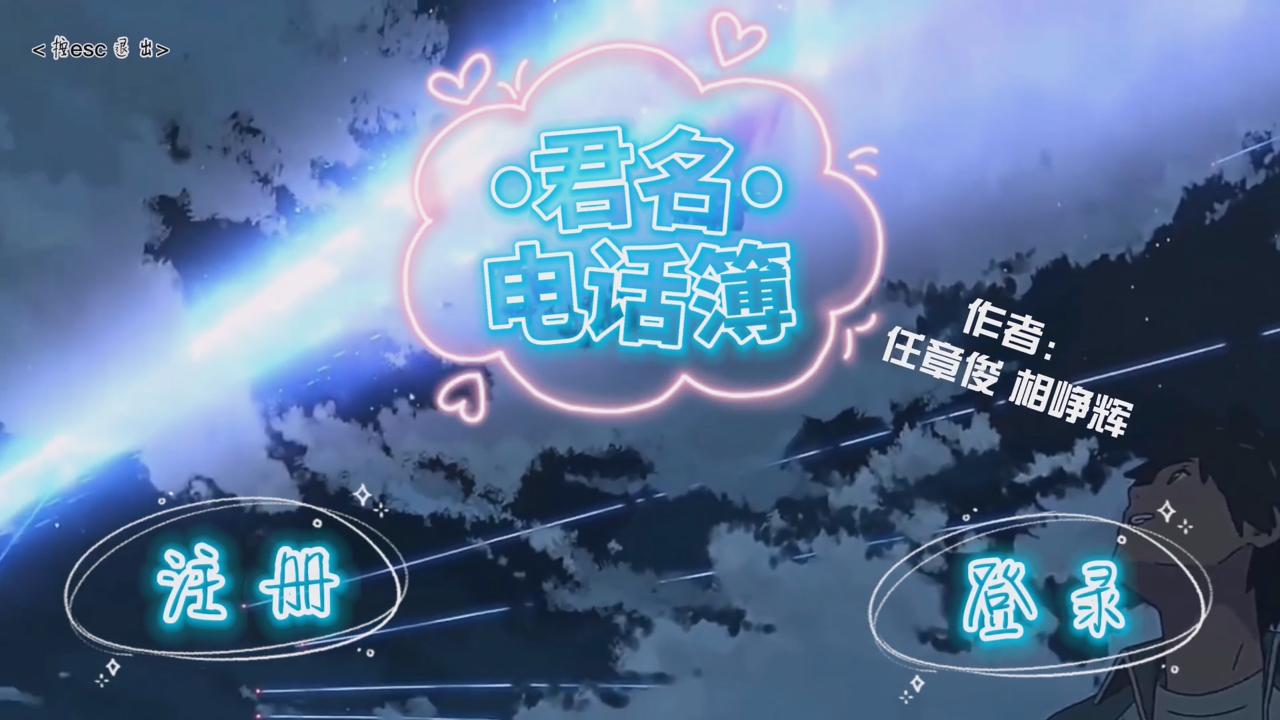 <按esc退出>
·君名·
电话簿
作者：
任章俊 相峥辉
注册
登录